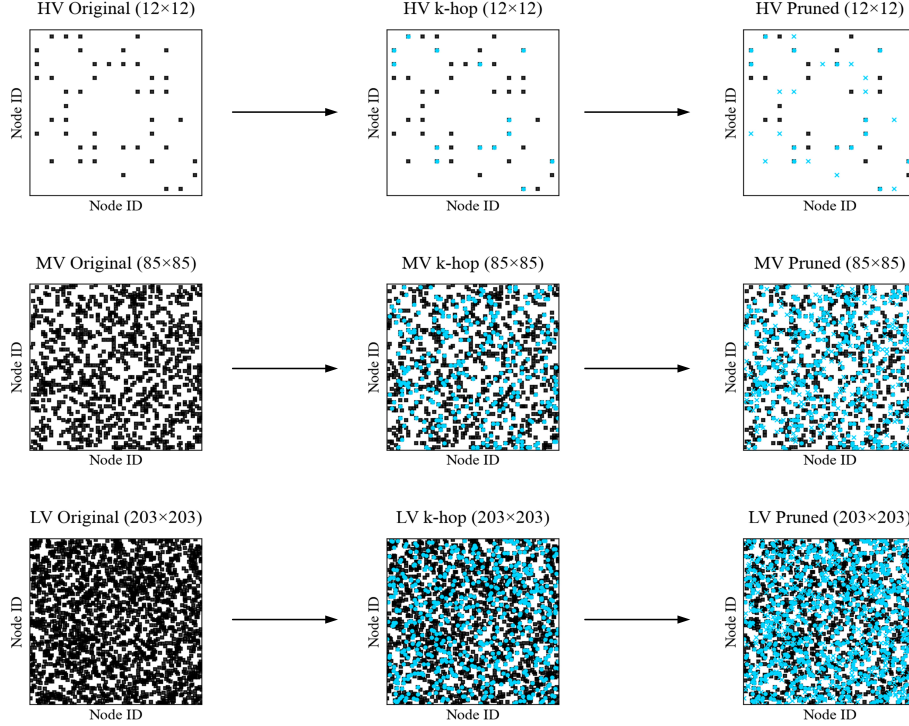 HV Original (12×12)
HV k-hop (12×12)
HV Pruned (12×12)
Node ID
Node ID
Node ID
Node ID
Node ID
Node ID
MV Original (85×85)
MV k-hop (85×85)
MV Pruned (85×85)
Node ID
Node ID
Node ID
Node ID
Node ID
Node ID
LV Original (203×203)
LV k-hop (203×203)
LV Pruned (203×203)
Node ID
Node ID
Node ID
Node ID
Node ID
Node ID